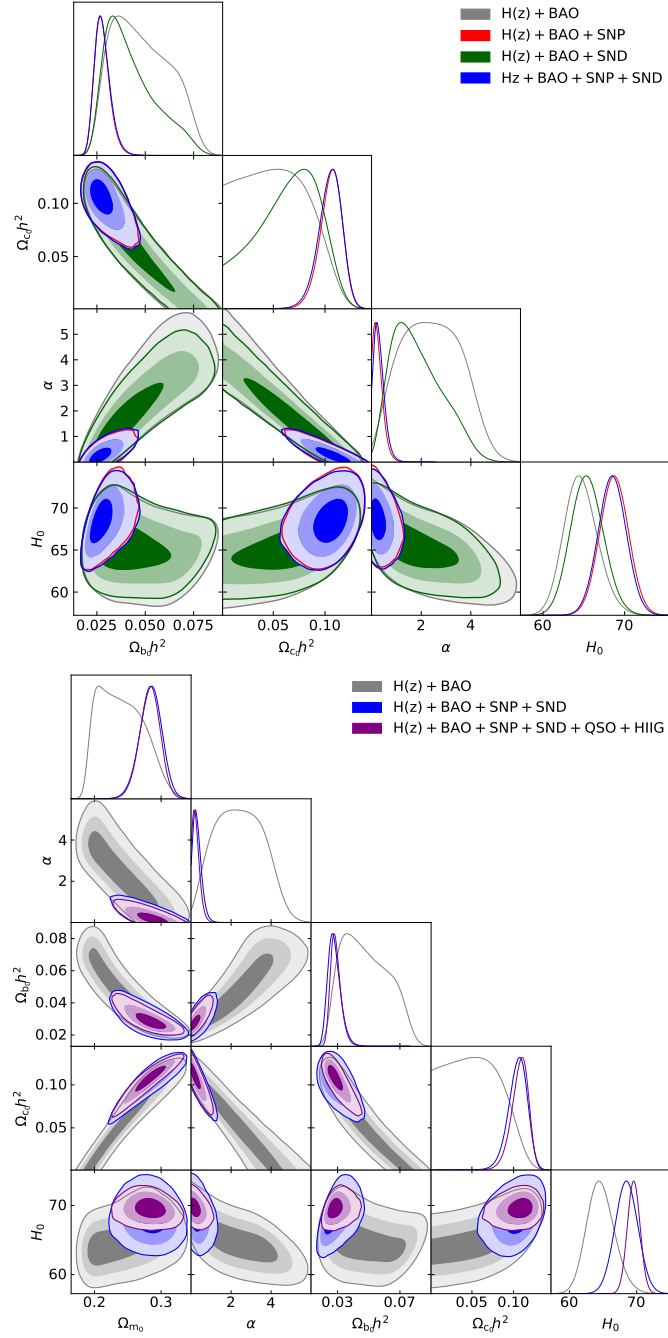 H(z) + BAO
H(z) + BAO + SNP
H(z) + BAO + SND
Hz + BAO + SNP + SND
0.10
0.05
Ω_{c_0}h^2
5
4
3
2
1
α
70
65
60
H_0
0.025 0.050 0.075
0.05 0.10
2 4
60 70
Ω_{b_0}h^2
Ω_{c_0}h^2
α
H_0
H(z) + BAO
H(z) + BAO + SNP + SND
H(z) + BAO + SNP + SND + QSO + HIIG
4
2
α
0.08
0.06
0.04
0.02
Ω_{b_0}h^2
0.10
0.05
0.00
Ω_{c_0}h^2
70
60
H_0
0.2 0.3
2 4
0.03 0.07
0.05 0.10
60 70
Ω_{m_0}
α
Ω_{b_0}h^2
Ω_{c_0}h^2
H_0